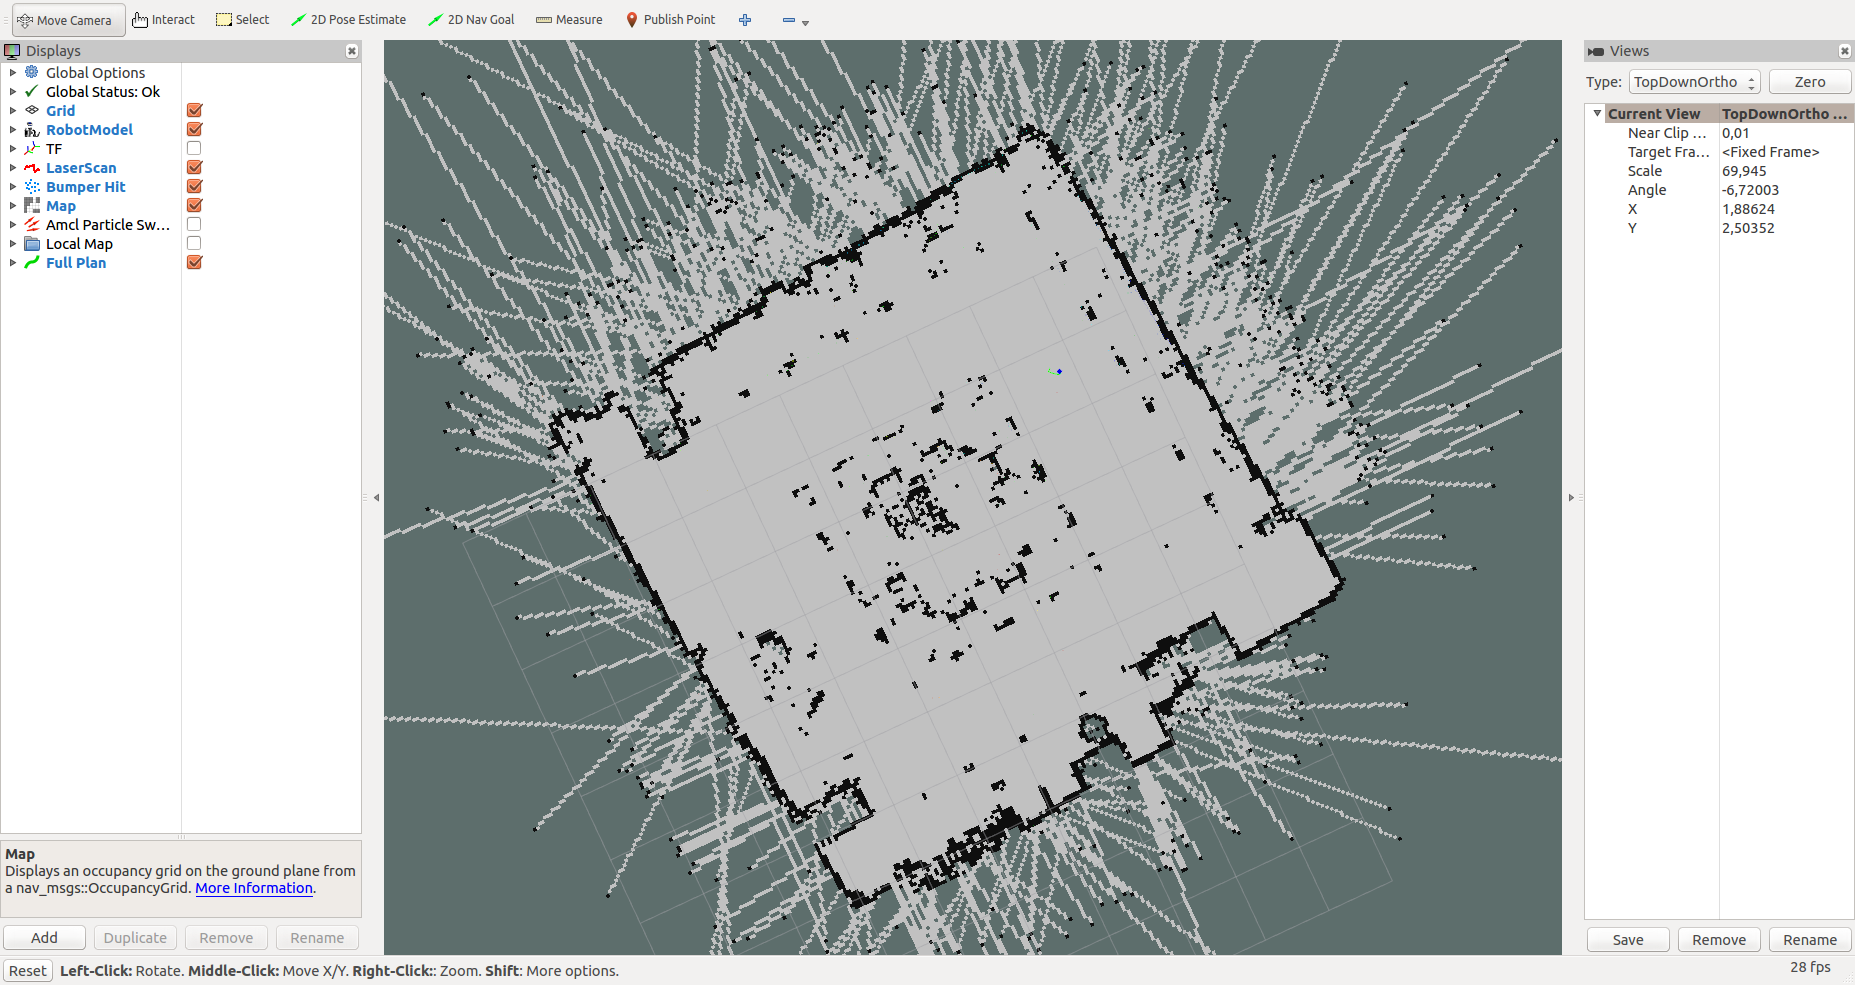 Move Camera Interact Select 2D Pose Estimate 2D Nav Goal Measure Publish Point
Displays
Global Options
Global Status: Ok
Grid
RobotModel
TF
LaserScan
Bumper Hit
Map
Amcl Particle Sw...
Local Map
Full Plan
Map
Displays an occupancy grid on the ground plane from
a nav_msgs::OccupancyGrid. More Information.
Add Duplicate Remove Rename
Reset Left-Click: Rotate. Middle-Click: Move X/Y. Right-Click:: Zoom. Shift: More options.
Views
Type: TopDownOrtho Zero
Current View TopDownOrtho ...
Near Clip ... 0,01
Target Fra... <Fixed Frame>
Scale 69,945
Angle -6,72003
X 1,88624
Y 2,50352
Save Remove Rename
28 fps